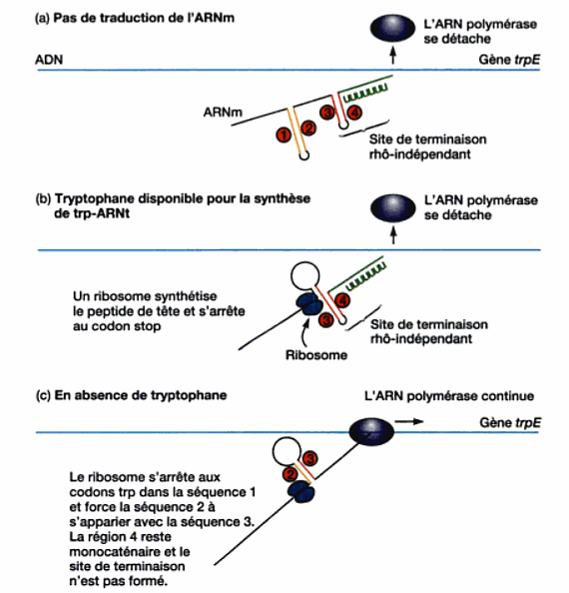 (a) Pas de traduction de l'ARNm
L'ARN polymérase
se détache
ADN
Gène trpE
ARNm
1
2
3
4
Site de terminaison
rhô-indépendant
(b) Tryptophane disponible pour la synthèse
de trp-ARNt
L'ARN polymérase
se détache
Un ribosome synthétise
le peptide de tête et s'arrête
au codon stop
4
3
Site de terminaison
rhô-indépendant
Ribosome
(c) En absence de tryptophane
L'ARN polymérase continue
Gène trpE
3
2
Le ribosome s'arrête aux
codons trp dans la séquence 1
et force la séquence 2 à
s'apparier avec la séquence 3.
La région 4 reste
monocaténaire et le
site de terminaison
n'est pas formé.